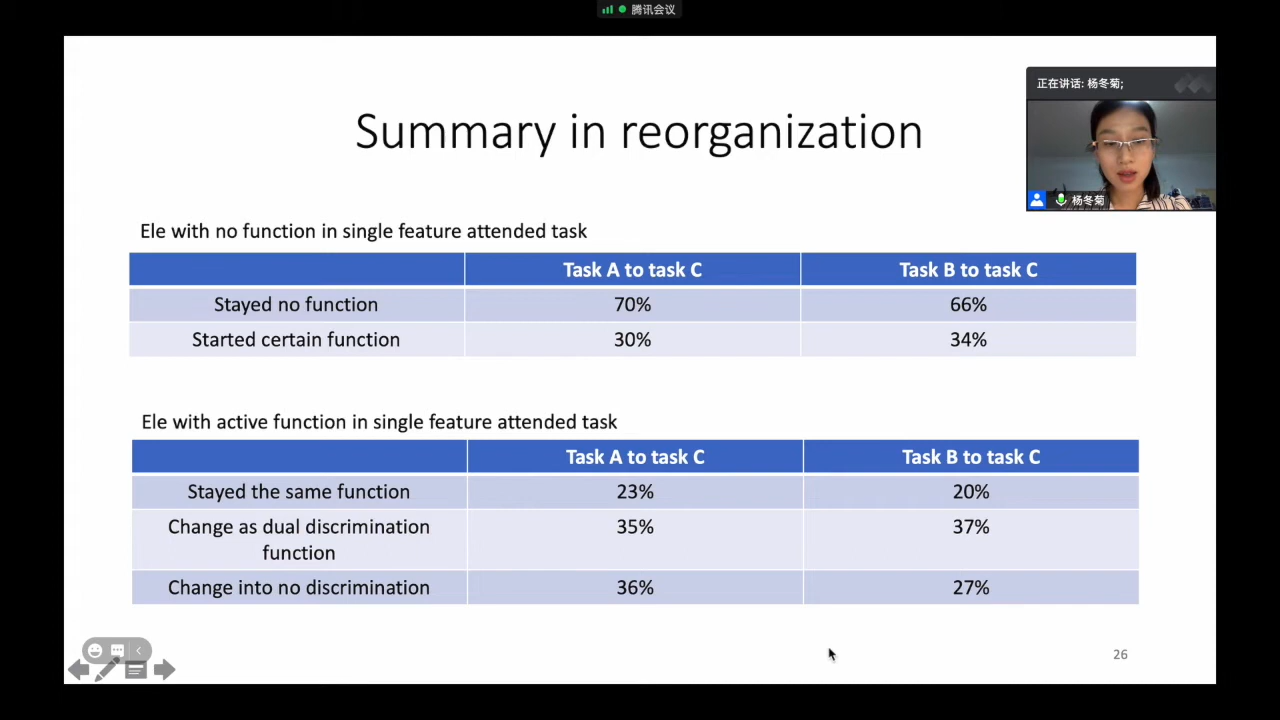 腾讯会议
正在讲话: 杨冬菊;
Summary in reorganization
杨冬菊
Ele with no function in single feature attended task
Task A to task C Task B to task C
Stayed no function 70% 66%
Started certain function 30% 34%
Ele with active function in single feature attended task
Task A to task C Task B to task C
Stayed the same function 23% 20%
Change as dual discrimination 35% 37%
function
Change into no discrimination 36% 27%
26